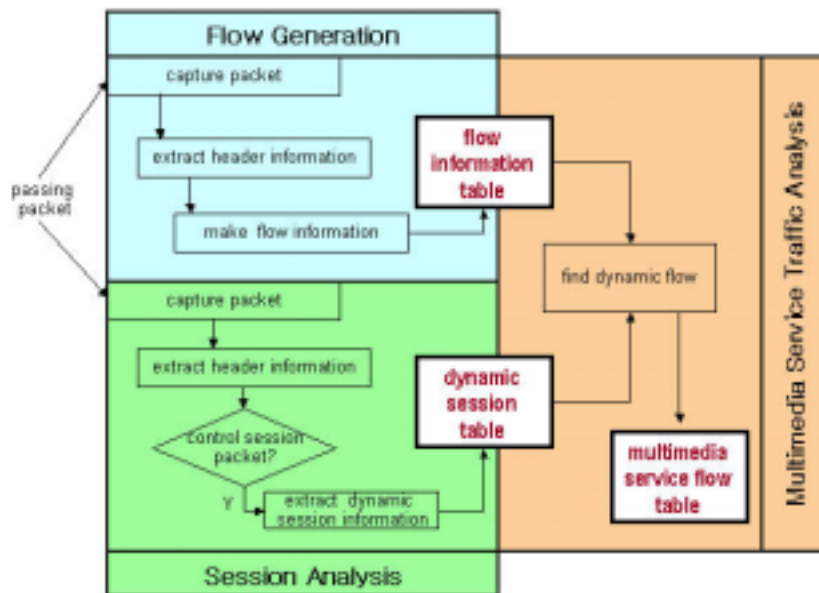 Flow Generation
capture packet
extract header information
make flow information
passing
packet
flow
information
table
find dynamic flow
capture packet
extract header information
control session
packet?
Y
extract dynamic
session information
dynamic
session
table
multimedia
service flow
table
Session Analysis
Multimedia Service Traffic Analysis